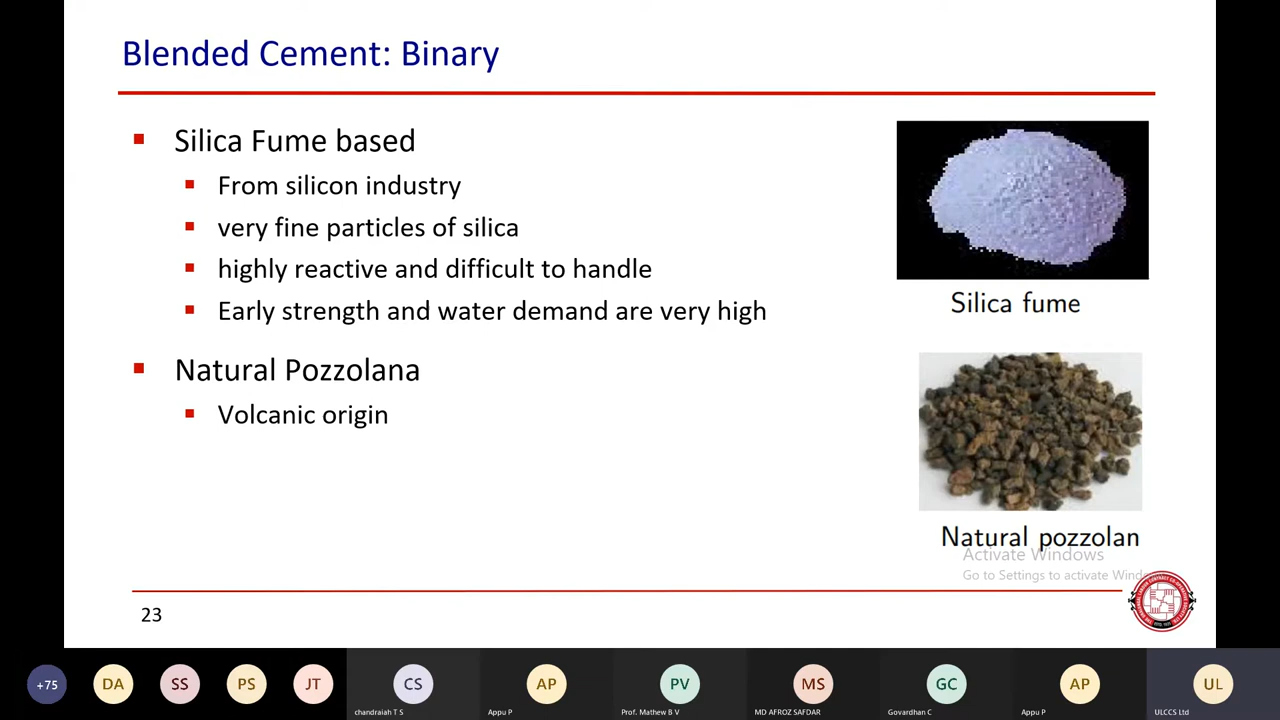 Blended Cement: Binary
Silica Fume based
From silicon industry
very fine particles of silica
highly reactive and difficult to handle
Early strength and water demand are very high
Natural Pozzolana
Volcanic origin
Silica fume
Natural pozzolan
Activate Windows
Go to Settings to activate Windo
23
+75
DA
SS
PS
JT
CS
AP
PV
MS
GC
AP
UL
chandraiah T S
Appu P
Prof. Mathew B V
MD AFROZ SAFDAR
Govardhan C
Appu P
ULCCS Ltd